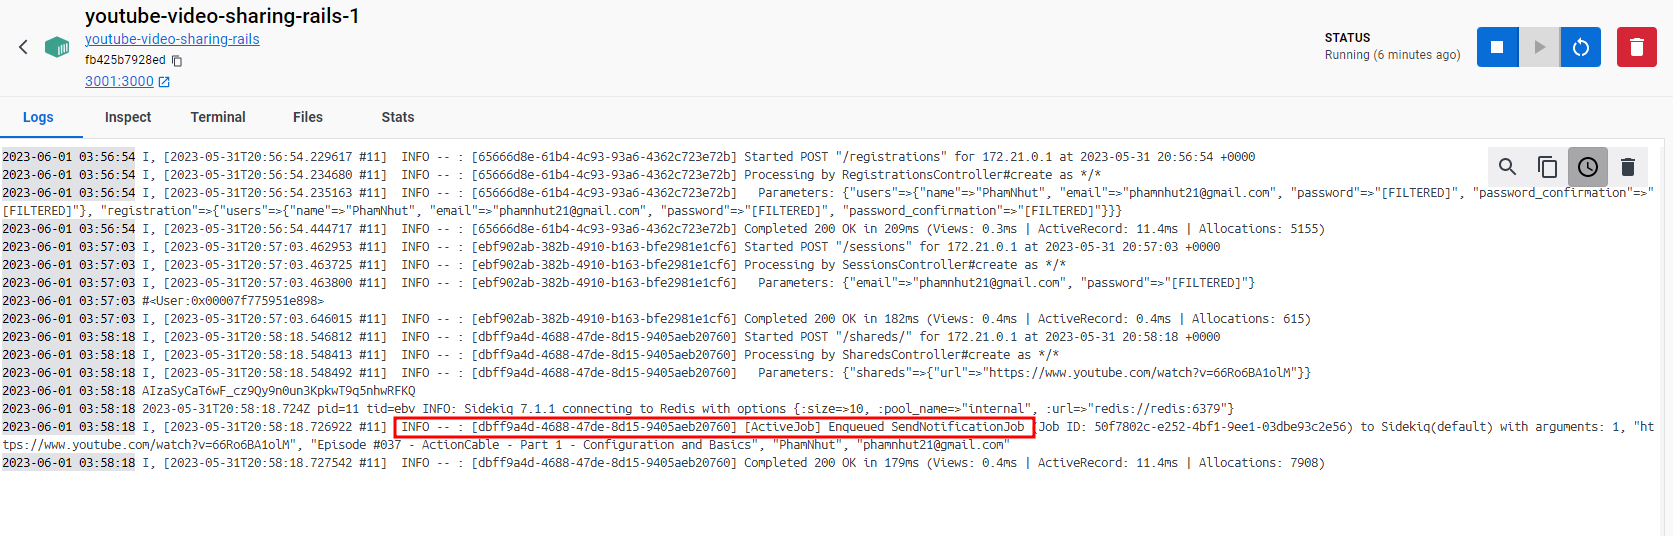 youtube-video-sharing-rails-1
youtube-video-sharing-rails
fb425b7928ed
3001:3000
STATUS
Running (6 minutes ago)
Logs Inspect Terminal Files Stats
2023-06-01 03:56:54 I, [2023-05-31T20:56:54.229617 #11]  INFO -- : [65666d8e-61b4-4c93-93a6-4362c723e72b] Started POST "/registrations" for 172.21.0.1 at 2023-05-31 20:56:54 +0000
2023-06-01 03:56:54 I, [2023-05-31T20:56:54.234680 #11]  INFO -- : [65666d8e-61b4-4c93-93a6-4362c723e72b] Processing by RegistrationsController#create as */*
2023-06-01 03:56:54 I, [2023-05-31T20:56:54.235163 #11]  INFO -- : [65666d8e-61b4-4c93-93a6-4362c723e72b]   Parameters: {"users"=>{"name"=>"PhamNhut", "email"=>"phamnhut21@gmail.com", "password"=>"[FILTERED]", "password_confirmation"=>"
[FILTERED]"}, "registration"=>{"users"=>{"name"=>"PhamNhut", "email"=>"phamnhut21@gmail.com", "password"=>"[FILTERED]", "password_confirmation"=>"[FILTERED]"}}}
2023-06-01 03:56:54 I, [2023-05-31T20:56:54.444717 #11]  INFO -- : [65666d8e-61b4-4c93-93a6-4362c723e72b] Completed 200 OK in 209ms (Views: 0.3ms | ActiveRecord: 11.4ms | Allocations: 5155)
2023-06-01 03:57:03 I, [2023-05-31T20:57:03.462953 #11]  INFO -- : [ebf902ab-382b-4910-b163-bfe2981e1cf6] Started POST "/sessions" for 172.21.0.1 at 2023-05-31 20:57:03 +0000
2023-06-01 03:57:03 I, [2023-05-31T20:57:03.463725 #11]  INFO -- : [ebf902ab-382b-4910-b163-bfe2981e1cf6] Processing by SessionsController#create as */*
2023-06-01 03:57:03 I, [2023-05-31T20:57:03.463800 #11]  INFO -- : [ebf902ab-382b-4910-b163-bfe2981e1cf6]   Parameters: {"email"=>"phamnhut21@gmail.com", "password"=>"[FILTERED]"}
2023-06-01 03:57:03 #<User:0x00007f775951e898>
2023-06-01 03:57:03 I, [2023-05-31T20:57:03.646015 #11]  INFO -- : [ebf902ab-382b-4910-b163-bfe2981e1cf6] Completed 200 OK in 182ms (Views: 0.4ms | ActiveRecord: 0.4ms | Allocations: 615)
2023-06-01 03:58:18 I, [2023-05-31T20:58:18.546812 #11]  INFO -- : [dbff9a4d-4688-47de-8d15-9405aeb20760] Started POST "/shareds/" for 172.21.0.1 at 2023-05-31 20:58:18 +0000
2023-06-01 03:58:18 I, [2023-05-31T20:58:18.548413 #11]  INFO -- : [dbff9a4d-4688-47de-8d15-9405aeb20760] Processing by SharedsController#create as */*
2023-06-01 03:58:18 I, [2023-05-31T20:58:18.548492 #11]  INFO -- : [dbff9a4d-4688-47de-8d15-9405aeb20760]   Parameters: {"shareds"=>{"url"=>"https://www.youtube.com/watch?v=66Ro6BA1olM"}}
2023-06-01 03:58:18 AIzaSyCaT6wF_cz9Qy9n0un3KpkwT9q5nhwRFKQ
2023-06-01 03:58:18 2023-05-31T20:58:18.724Z pid=11 tid=ebv INFO: Sidekiq 7.1.1 connecting to Redis with options {:size=>10, :pool_name=>"internal", :url=>"redis://redis:6379"}
2023-06-01 03:58:18 I, [2023-05-31T20:58:18.726922 #11]  INFO -- : [dbff9a4d-4688-47de-8d15-9405aeb20760] [ActiveJob] Enqueued SendNotificationJob (Job ID: 50f7802c-e252-4bf1-9ee1-03dbe93c2e56) to Sidekiq(default) with arguments: 1, "ht
tps://www.youtube.com/watch?v=66Ro6BA1olM", "Episode #037 - ActionCable - Part 1 - Configuration and Basics", "PhamNhut", "phamnhut21@gmail.com"
2023-06-01 03:58:18 I, [2023-05-31T20:58:18.727542 #11]  INFO -- : [dbff9a4d-4688-47de-8d15-9405aeb20760] Completed 200 OK in 179ms (Views: 0.4ms | ActiveRecord: 11.4ms | Allocations: 7908)